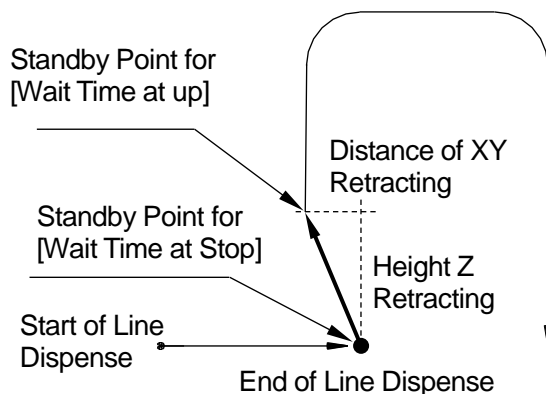 Standby Point for
[Wait Time at up]
Distance of XY
Retracting
Standby Point for
[Wait Time at Stop]
Height Z
Retracting
Start of Line
Dispense
End of Line Dispense